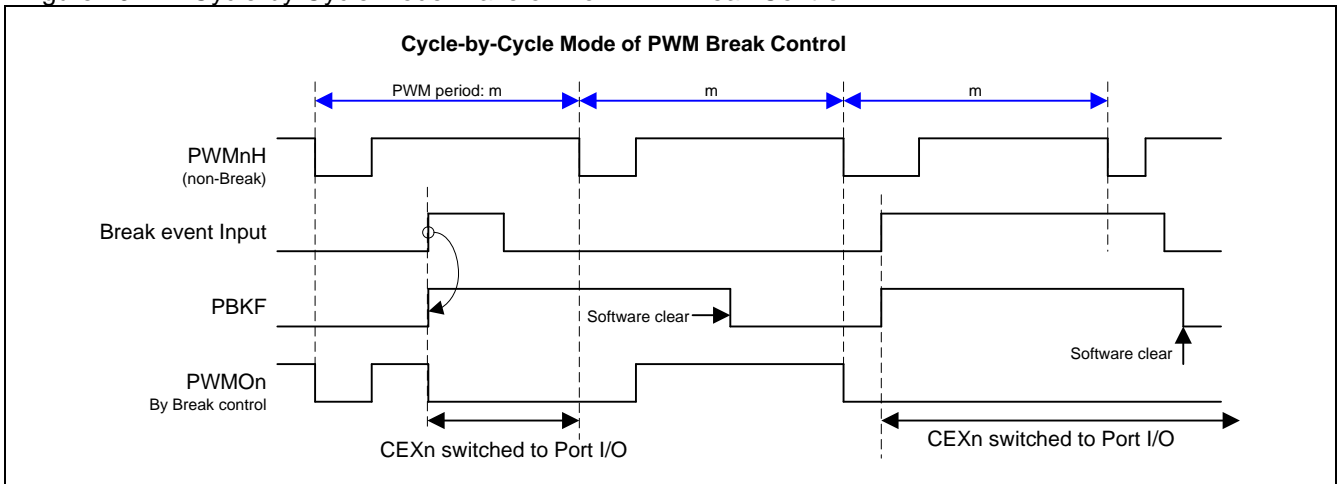 Cycle-by-Cycle Mode of PWM Break Control
PWM period: m
m
m
PWMnH
(non-Break)
Break event Input
PBKF
Software clear
Software clear
PWMOn
By Break control
CEXn switched to Port I/O
CEXn switched to Port I/O